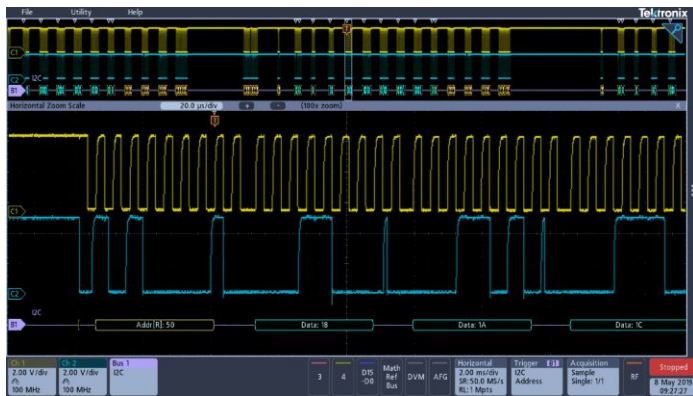 File Utility Help Tektronix
C1
C2 I2C
B1
Horizontal Zoom Scale 20.0 µs/div + - (100x zoom) X
T
C1
C2
I2C
B1 Addr[R]: 50 Data: 18 Data: 1A Data: 1C
Ch 1 Ch 2 Bus 1 Math Horizontal Trigger Acquisition Stopped
2.00 V/div 2.00 V/div I2C 3 4 D15 Ref DVM AFG 2.00 ms/div I2C Sample RF
-D0 Bus SR: 50.0 MS/s Address Single: 1/1 8 May 2019
100 MHz 100 MHz RL: 1 Mpts 09:27:27